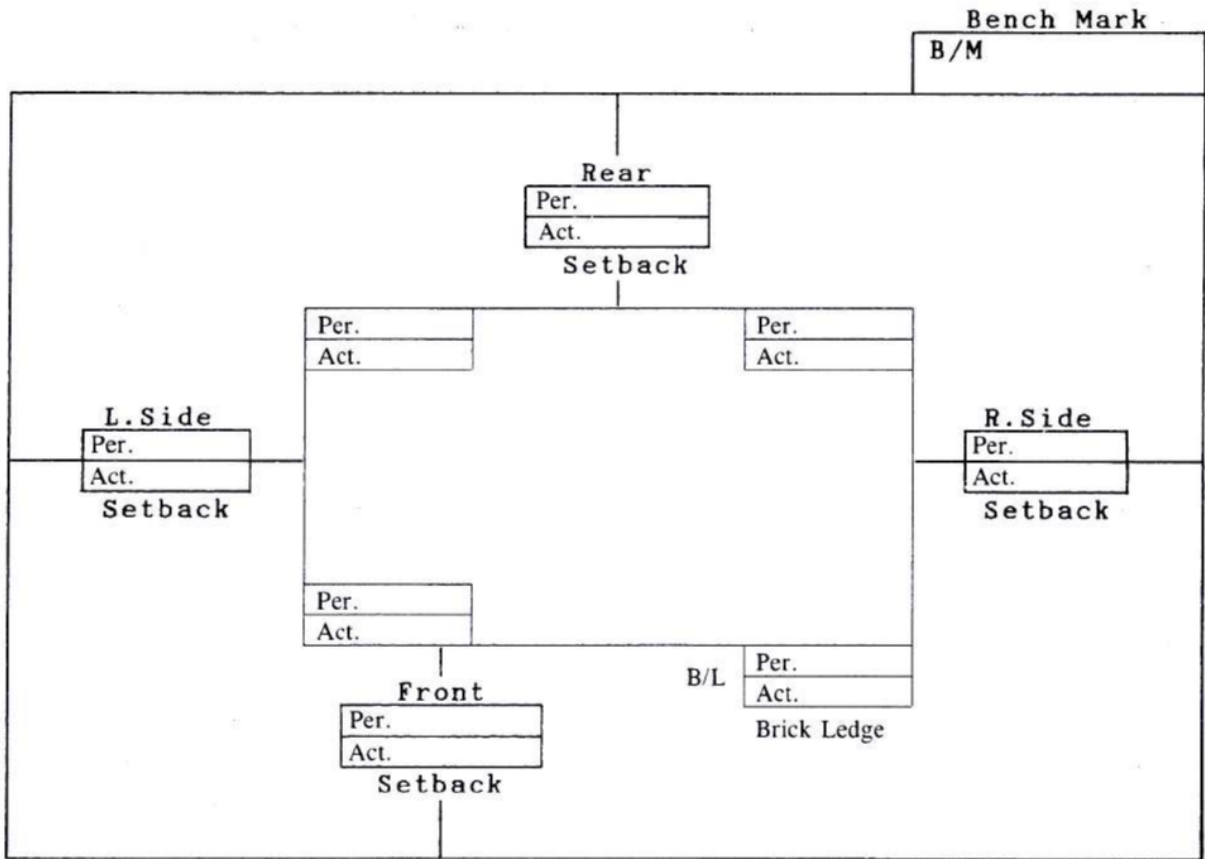 Bench Mark
B/M
Rear
Per.
Act.
Setback
Per.
Act.
Per.
Act.
L.Side
Per.
Act.
Setback
R.Side
Per.
Act.
Setback
Per.
Act.
B/L
Per.
Act.
Brick Ledge
Front
Per.
Act.
Setback